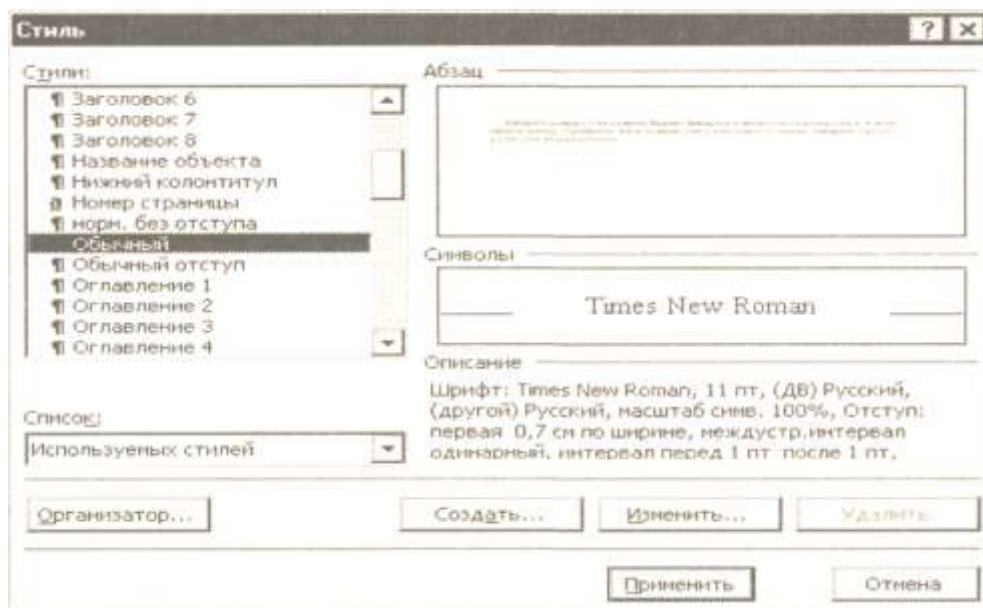 Стиль
Стили:
¶ Заголовок 6
¶ Заголовок 7
¶ Заголовок 8
¶ Название объекта
¶ Нижний колонтитул
a Номер страницы
¶ норм. без отступа
Обычный
¶ Обычный отступ
¶ Оглавление 1
¶ Оглавление 2
¶ Оглавление 3
¶ Оглавление 4
Список:
Используемых стилей
Абзац
Символы
Times New Roman
Описание
Шрифт: Times New Roman, 11 пт, (ДВ) Русский,
(другой) Русский, масштаб симв. 100%, Отступ:
первая 0,7 см по ширине, междустр.интервал
одинарный, интервал перед 1 пт после 1 пт,
Организатор...
Создать...
Изменить...
Удалить
Применить
Отмена